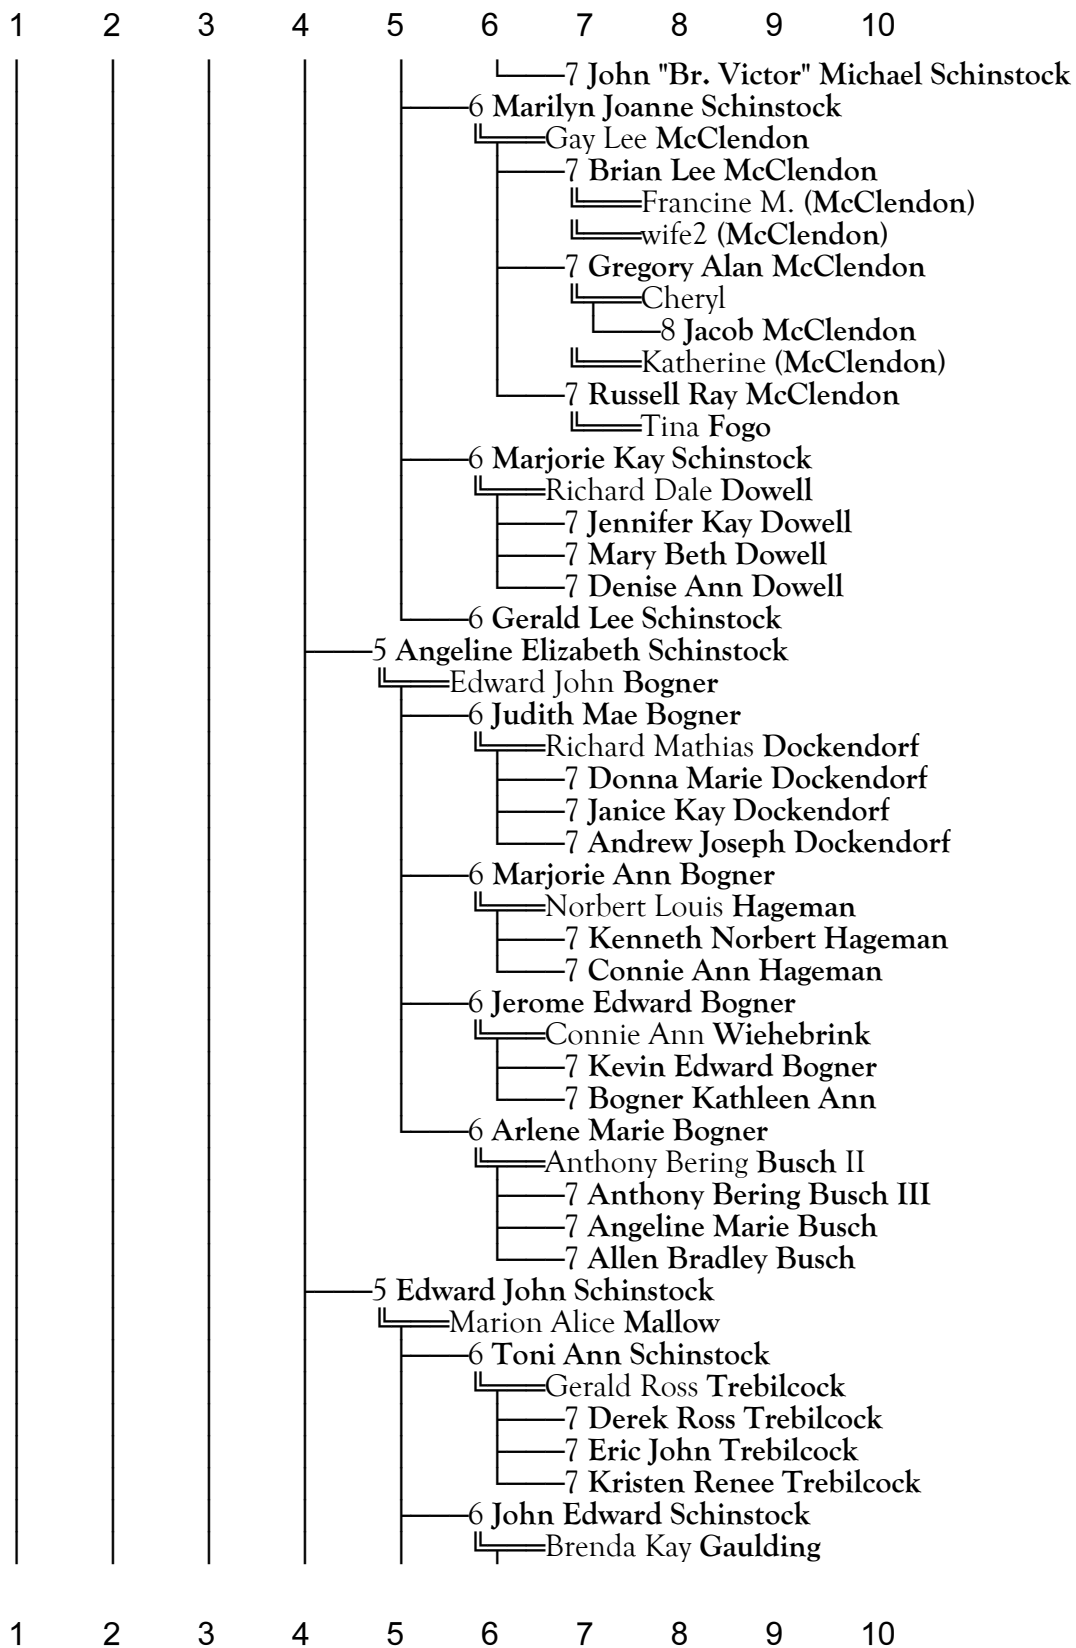 1 2 3 4 5 6 7 8 9 10
7 John "Br. Victor" Michael Schinstock
6 Marilyn Joanne Schinstock
Gay Lee McClendon
7 Brian Lee McClendon
Francine M. (McClendon)
wife2 (McClendon)
7 Gregory Alan McClendon
Cheryl
8 Jacob McClendon
Katherine (McClendon)
7 Russell Ray McClendon
Tina Fogo
6 Marjorie Kay Schinstock
Richard Dale Dowell
7 Jennifer Kay Dowell
7 Mary Beth Dowell
7 Denise Ann Dowell
6 Gerald Lee Schinstock
5 Angeline Elizabeth Schinstock
Edward John Bogner
6 Judith Mae Bogner
Richard Mathias Dockendorf
7 Donna Marie Dockendorf
7 Janice Kay Dockendorf
7 Andrew Joseph Dockendorf
6 Marjorie Ann Bogner
Norbert Louis Hageman
7 Kenneth Norbert Hageman
7 Connie Ann Hageman
6 Jerome Edward Bogner
Connie Ann Wiehebrink
7 Kevin Edward Bogner
7 Bogner Kathleen Ann
6 Arlene Marie Bogner
Anthony Bering Busch II
7 Anthony Bering Busch III
7 Angeline Marie Busch
7 Allen Bradley Busch
5 Edward John Schinstock
Marion Alice Mallow
6 Toni Ann Schinstock
Gerald Ross Trebilcock
7 Derek Ross Trebilcock
7 Eric John Trebilcock
7 Kristen Renee Trebilcock
6 John Edward Schinstock
Brenda Kay Gaulding
1 2 3 4 5 6 7 8 9 10